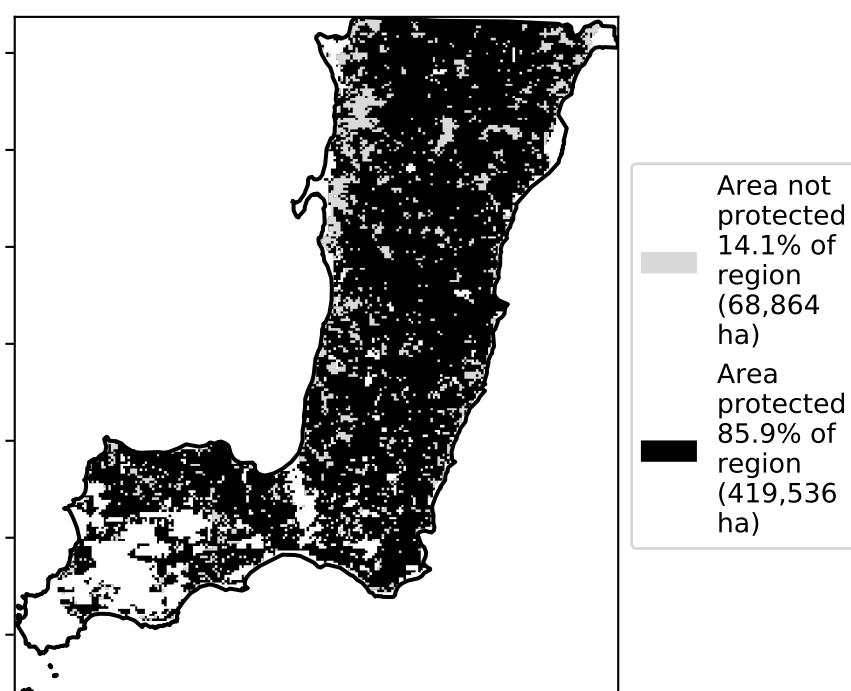 Area not
protected
14.1% of
region
(68,864
ha)
Area
protected
85.9% of
region
(419,536
ha)